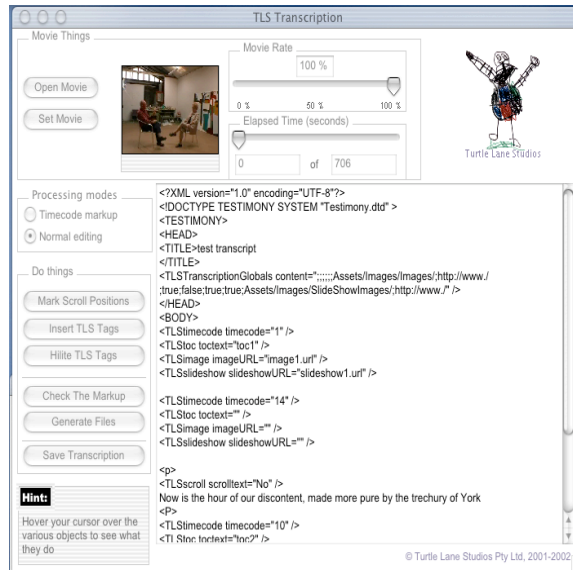 TLS Transcription
Movie Things
Open Movie
Set Movie
Movie Rate
100 %
0 %
50 %
100 %
Elapsed Time (seconds)
0
of
706
Turtle Lane Studios
Processing modes
Timecode markup
Normal editing
Do things
Mark Scroll Positions
Insert TLS Tags
Hilite TLS Tags
Check The Markup
Generate Files
Save Transcription
Hint:
Hover your cursor over the
various objects to see what
they do
<?XML version="1.0" encoding="UTF-8"?>
<!DOCTYPE TESTIMONY SYSTEM "Testimony.dtd" >
<TESTIMONY>
<HEAD>
<TITLE>test transcript
</TITLE>
<TLSTranscriptionGlobals content=";;;;;;Assets/Images/Images/;http://www./
;true;false;true;true;Assets/Images/SlideShowImages/;http://www./" />
</HEAD>
<BODY>
<TLStimecode timecode="1" />
<TLStoc toctext="toc1" />
<TLSimage imageURL="image1.url" />
<TLSslideshow slideshowURL="slideshow1.url" />
<TLStimecode timecode="14" />
<TLStoc toctext="" />
<TLSimage imageURL="" />
<TLSslideshow slideshowURL="" />
<p>
<TLSscroll scrolltext="No" />
Now is the hour of our discontent, made more pure by the trechury of York
<P>
<TLStimecode timecode="10" />
<TLStoc toctext="toc2" />
© Turtle Lane Studios Pty Ltd, 2001-2002